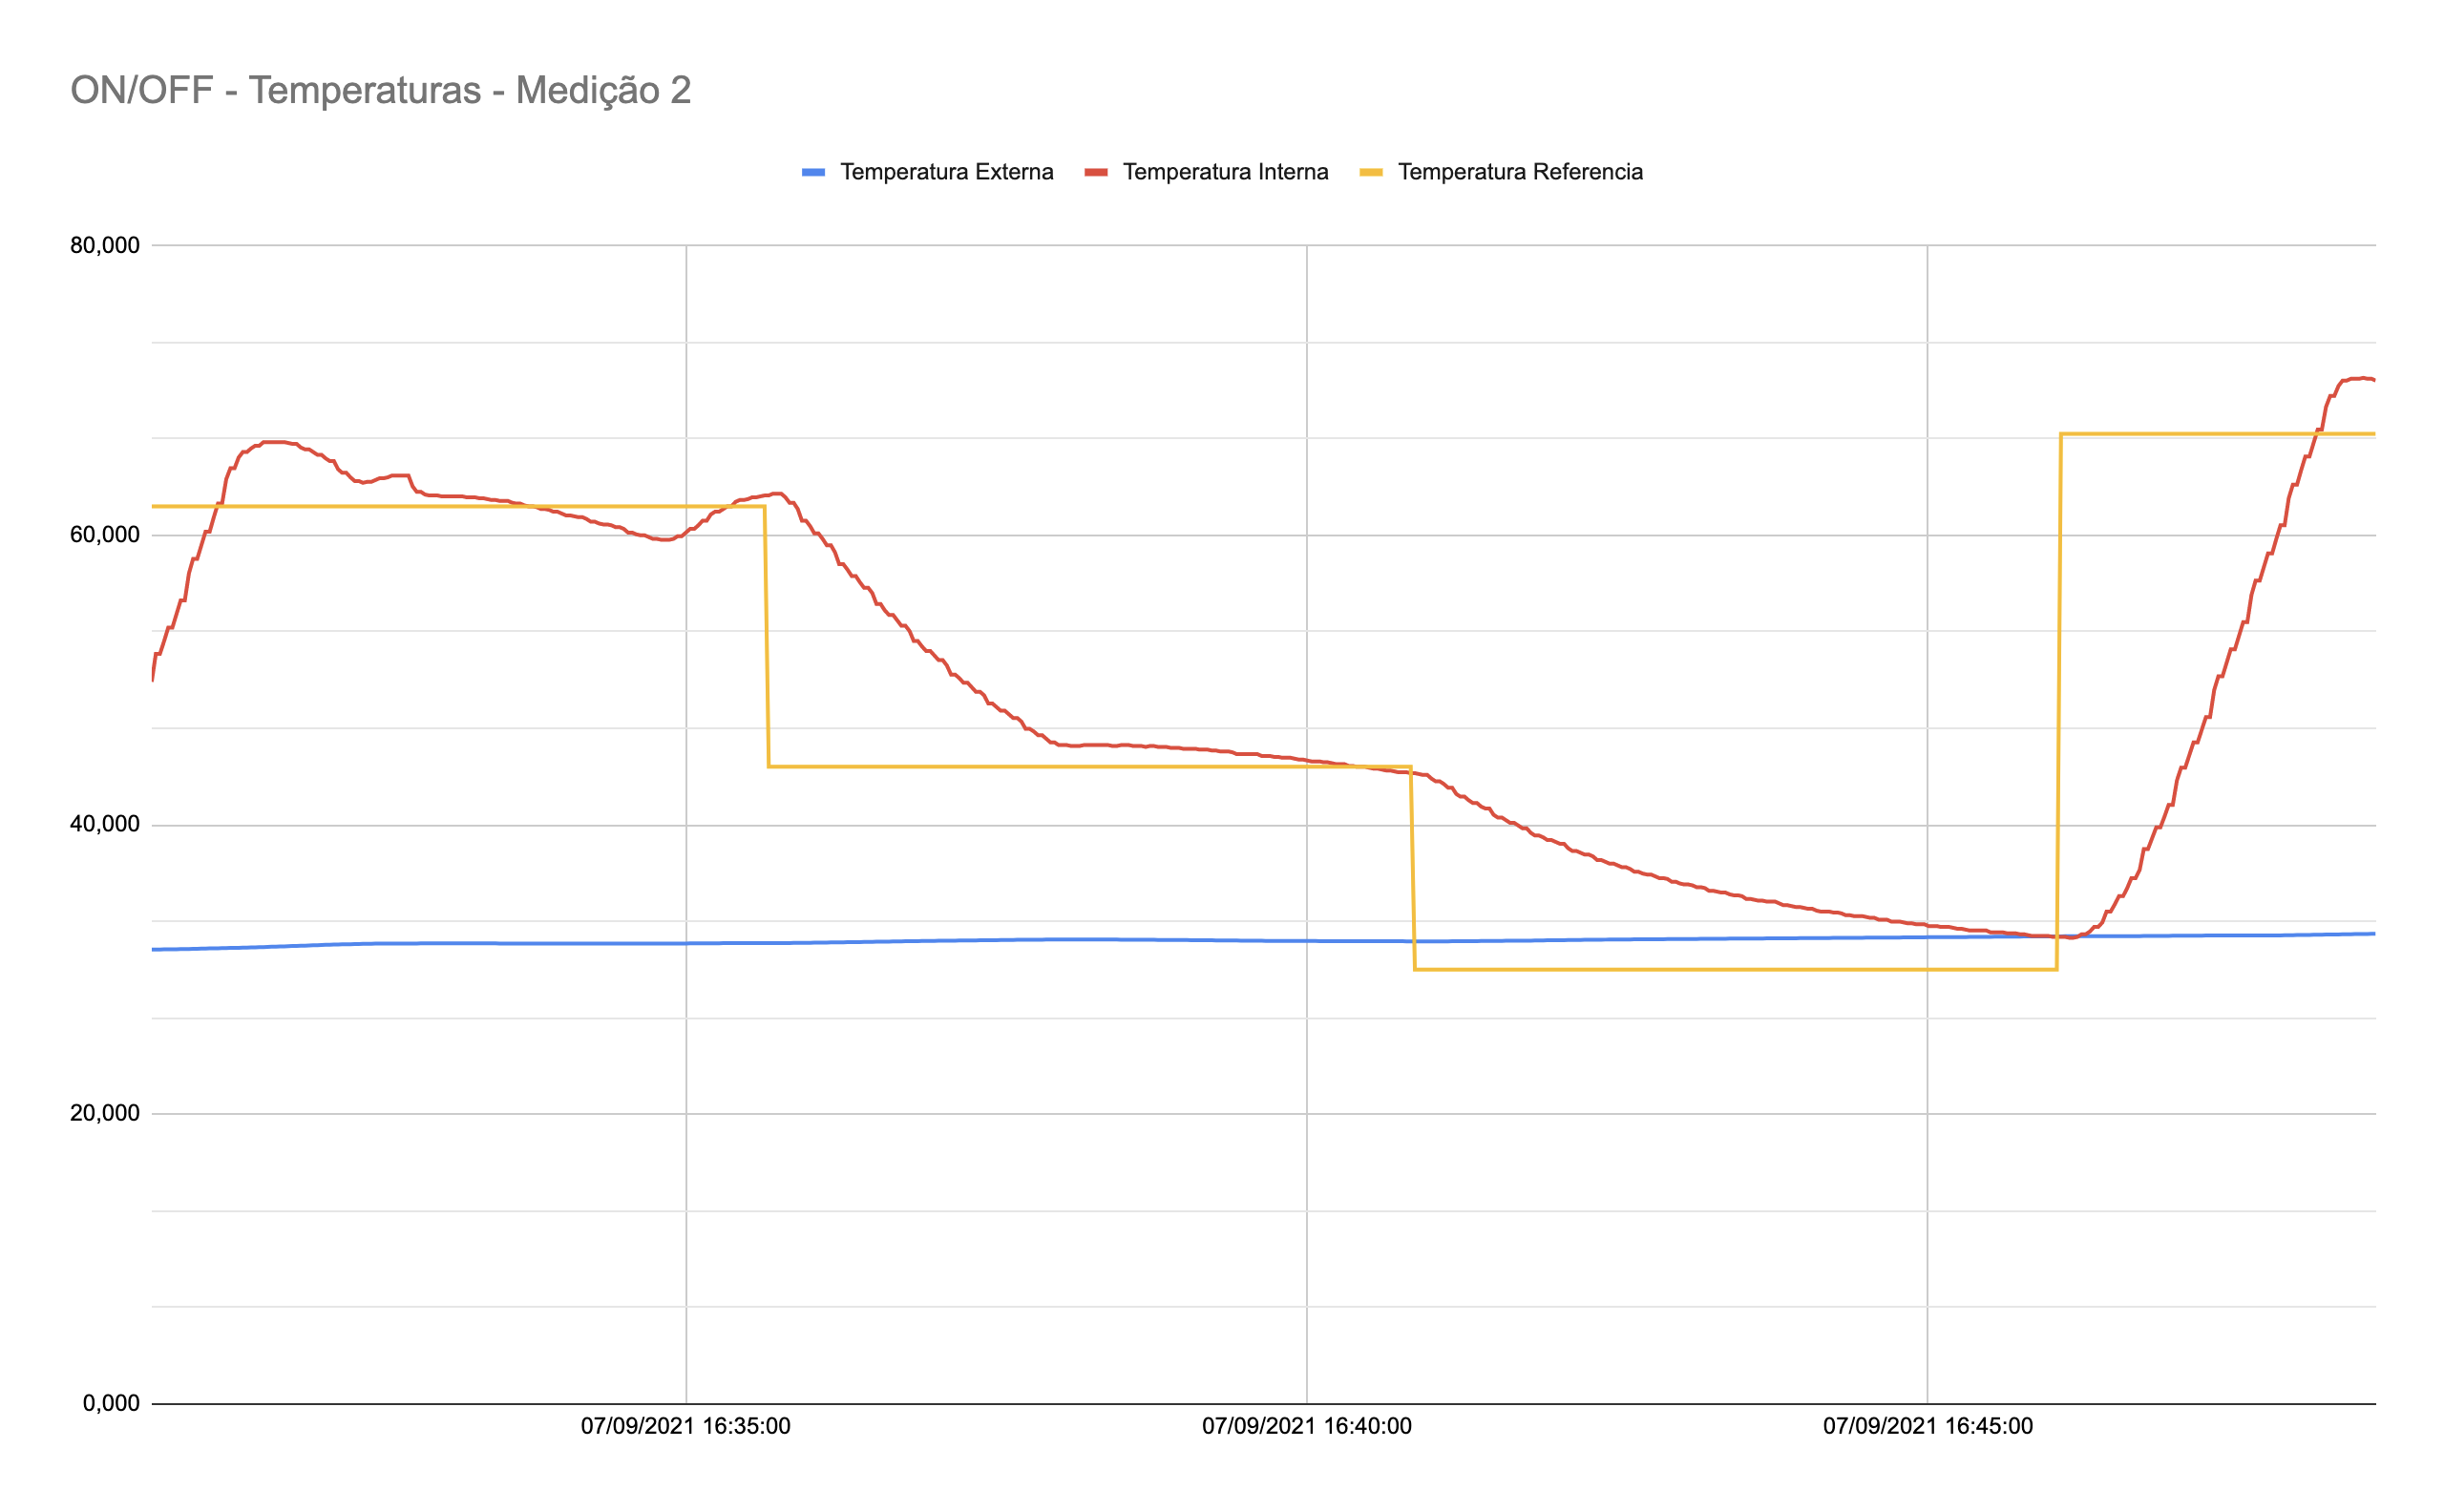 ON/OFF - Temperaturas - Medição 2
Temperatura Externa Temperatura Interna Temperatura Referencia
80,000
60,000
40,000
20,000
0,000
07/09/2021 16:35:00 07/09/2021 16:40:00 07/09/2021 16:45:00